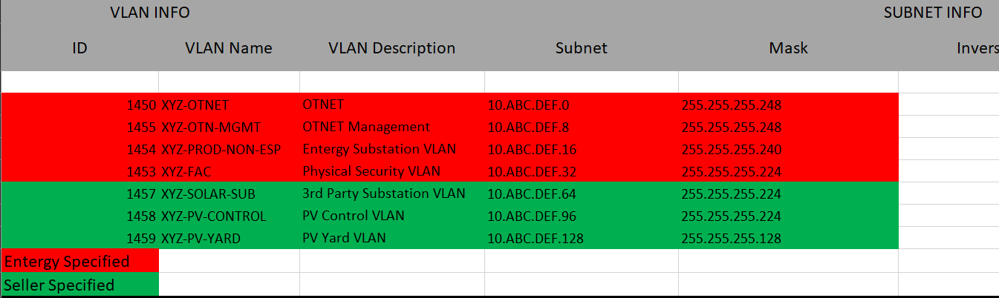 VLAN INFO SUBNET INFO
ID VLAN Name VLAN Description Subnet Mask Invers
1450 XYZ-OTNET OTNET 10.ABC.DEF.0 255.255.255.248
1455 XYZ-OTN-MGMT OTNET Management 10.ABC.DEF.8 255.255.255.248
1454 XYZ-PROD-NON-ESP Entergy Substation VLAN 10.ABC.DEF.16 255.255.255.240
1453 XYZ-FAC Physical Security VLAN 10.ABC.DEF.32 255.255.255.224
1457 XYZ-SOLAR-SUB 3rd Party Substation VLAN 10.ABC.DEF.64 255.255.255.224
1458 XYZ-PV-CONTROL PV Control VLAN 10.ABC.DEF.96 255.255.255.224
1459 XYZ-PV-YARD PV Yard VLAN 10.ABC.DEF.128 255.255.255.128
Entergy Specified
Seller Specified